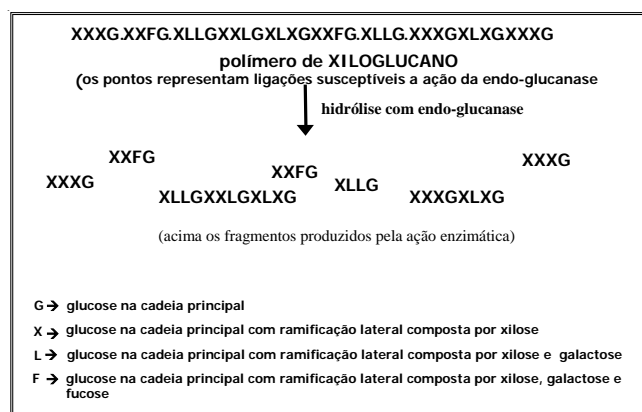 XXXG.XXFG.XLLGXXLGXLXGXXFG.XLLG.XXXGXLXGXXXG
polímero de XILOGLUCANO
(os pontos representam ligações susceptíveis a ação da endo-glucanase
hidrólise com endo-glucanase
XXFG
XXFG
XXXG
XXXG
XLLG
XLLGXXLGXLXG
XXXGXLXG
(acima os fragmentos produzidos pela ação enzimática)
G → glucose na cadeia principal
X → glucose na cadeia principal com ramificação lateral composta por xilose
L → glucose na cadeia principal com ramificação lateral composta por xilose e galactose
F → glucose na cadeia principal com ramificação lateral composta por xilose, galactose e
fucose